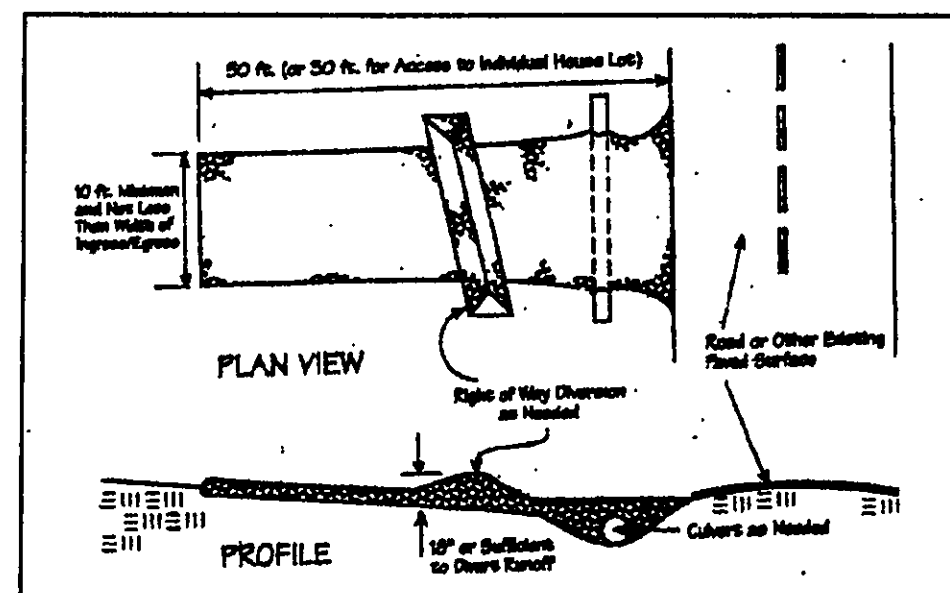 50 ft. (or 30 ft. for Access to Individual House Lot)
10 ft. Minimum
and Not Less
Than Width of
Ingress/Egress
PLAN VIEW
Right of Way Diversion
as Needed
Road or Other Existing
Paved Surface
18" or Sufficient
to Divert Runoff
Culvert as Needed
PROFILE